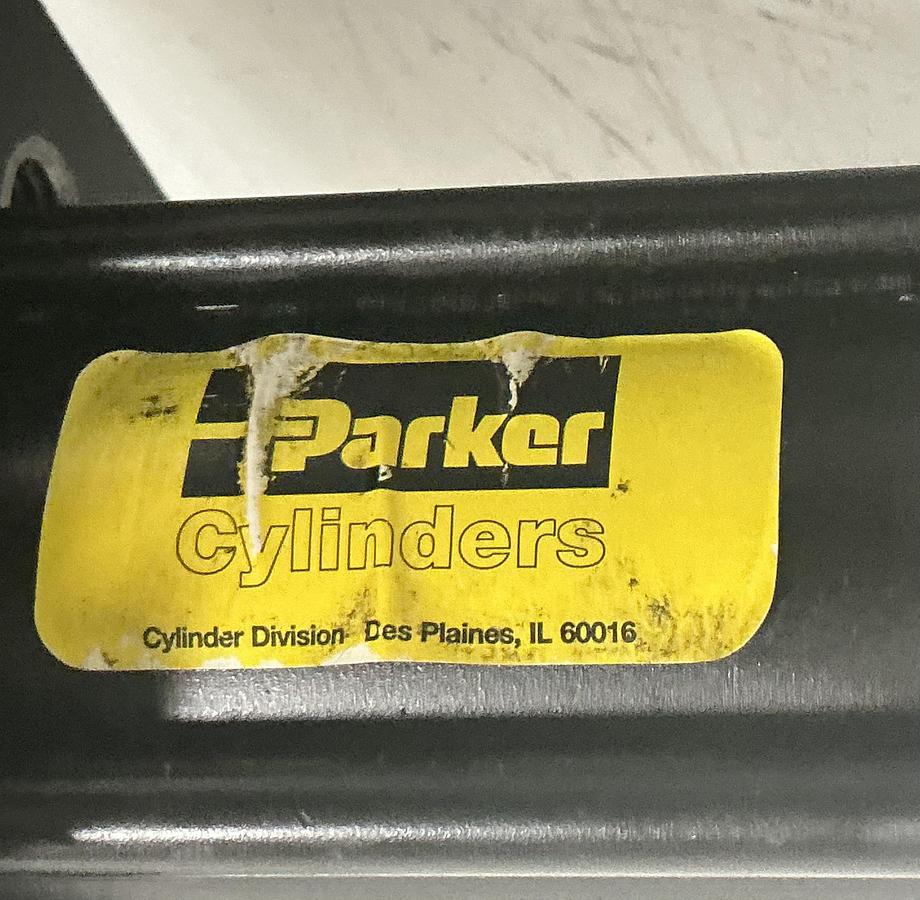 Parker
Cylinders
Cylinder Division Des Plaines, IL 60016